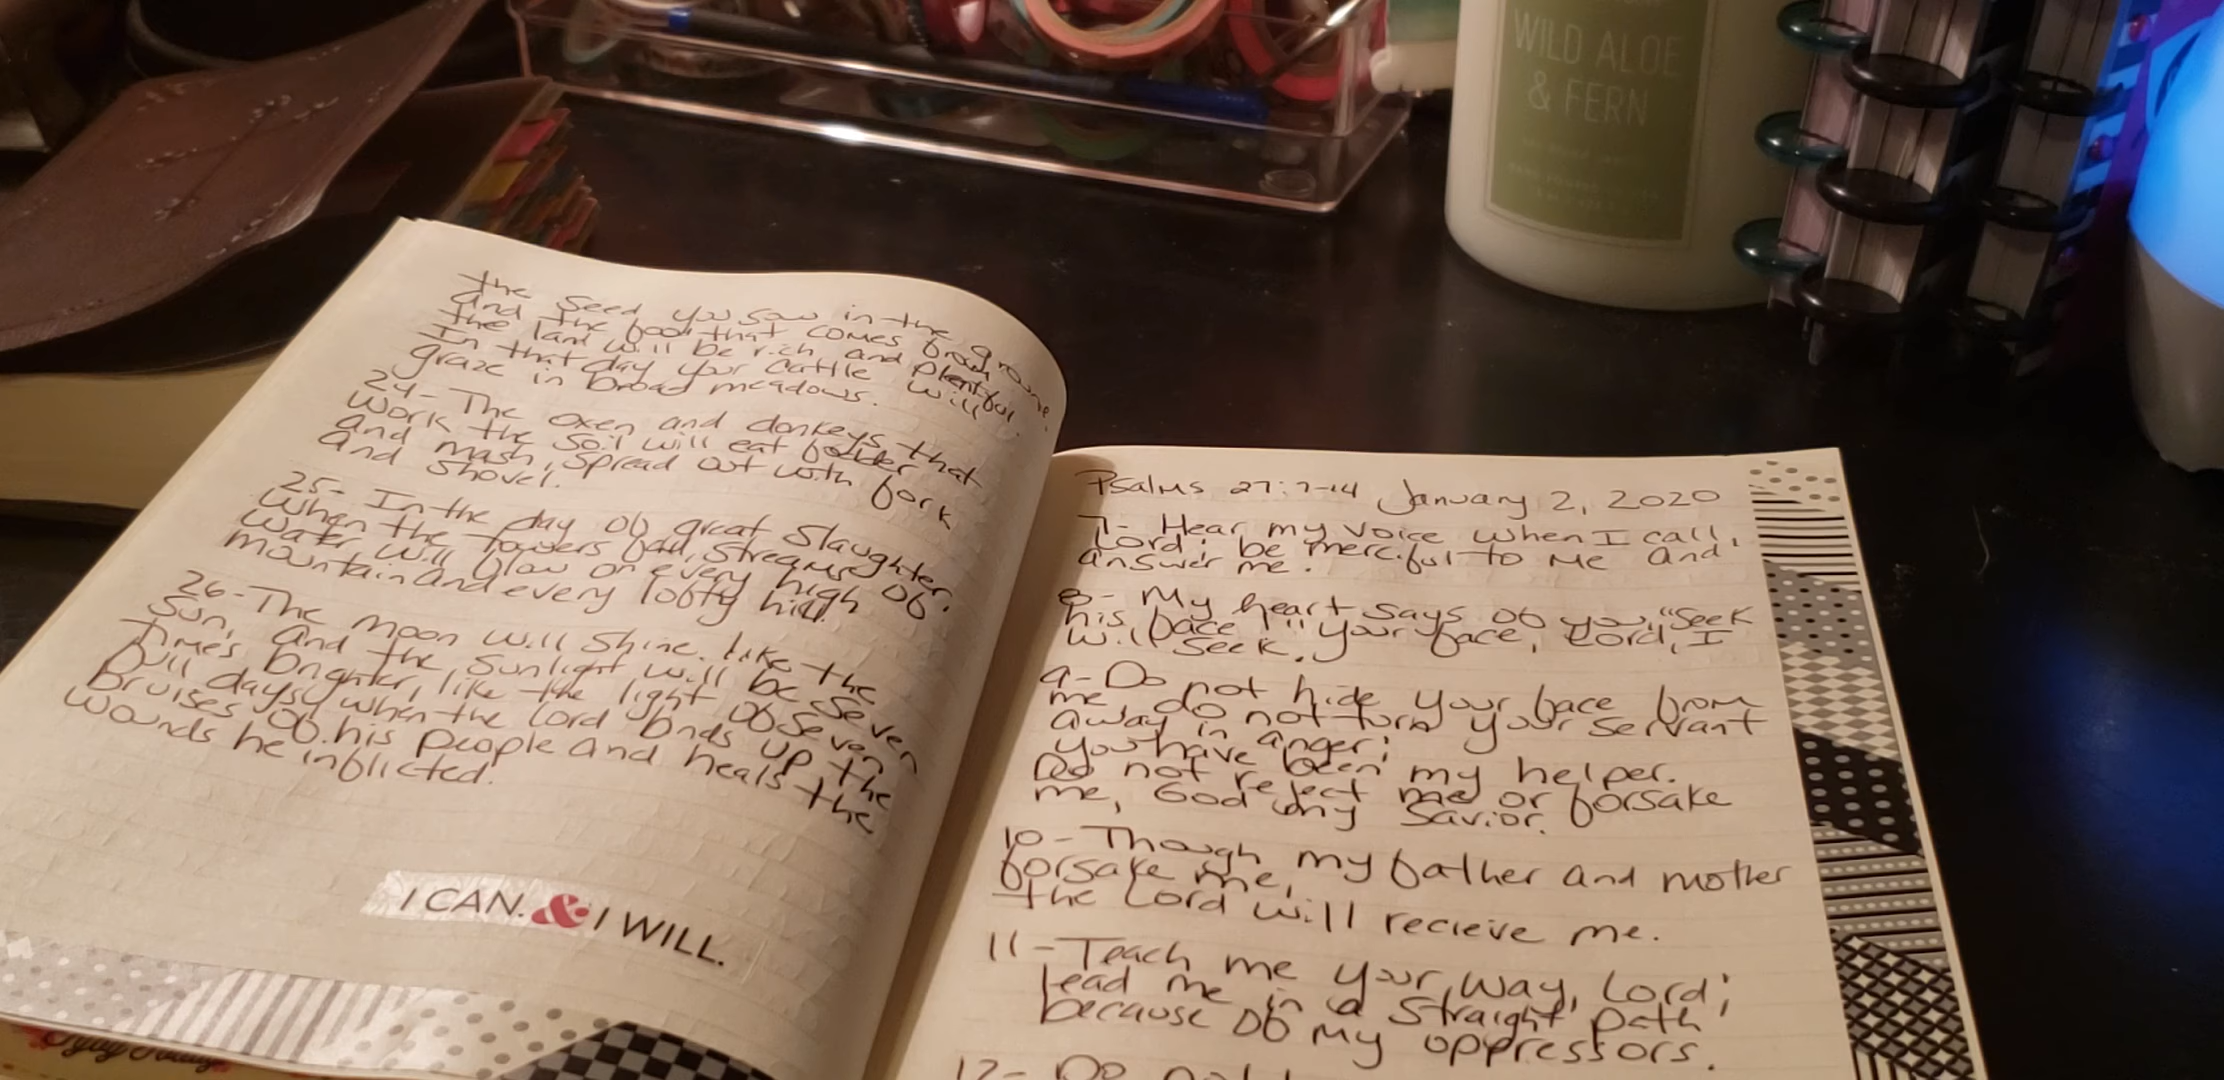 the seed you sow in the ground,
and the food that comes from
the land will be rich and plentiful.
In that day your cattle will
graze in broad meadows.
24- The oxen and donkeys that
work the soil will eat fodder
and mash, spread out with fork
and shovel.
25- In the day of great slaughter,
when the towers fall, streams of
water will flow on every high
mountain and every lofty hill.
26- The moon will shine like the
sun, and the sunlight will be seven
times brighter, like the light of seven
full days, when the lord binds up the
bruises of his people and heals the
wounds he inflicted.
I CAN. & I WILL.
Psalms 27:7-14 January 2, 2020
7- Hear my voice when I call,
Lord; be merciful to me and
answer me.
8- My heart says of you, "Seek
his face!" your face, Lord, I
will seek.
9- Do not hide your face from
me do not turn your servant
away in anger;
you have been my helper.
Do not reject me or forsake
me, God my Savior.
10- Though my father and mother
forsake me,
the Lord will recieve me.
11- Teach me your way, Lord;
lead me in a straight path
because of my oppressors.
12- Do not
WILD ALOE
& FERN